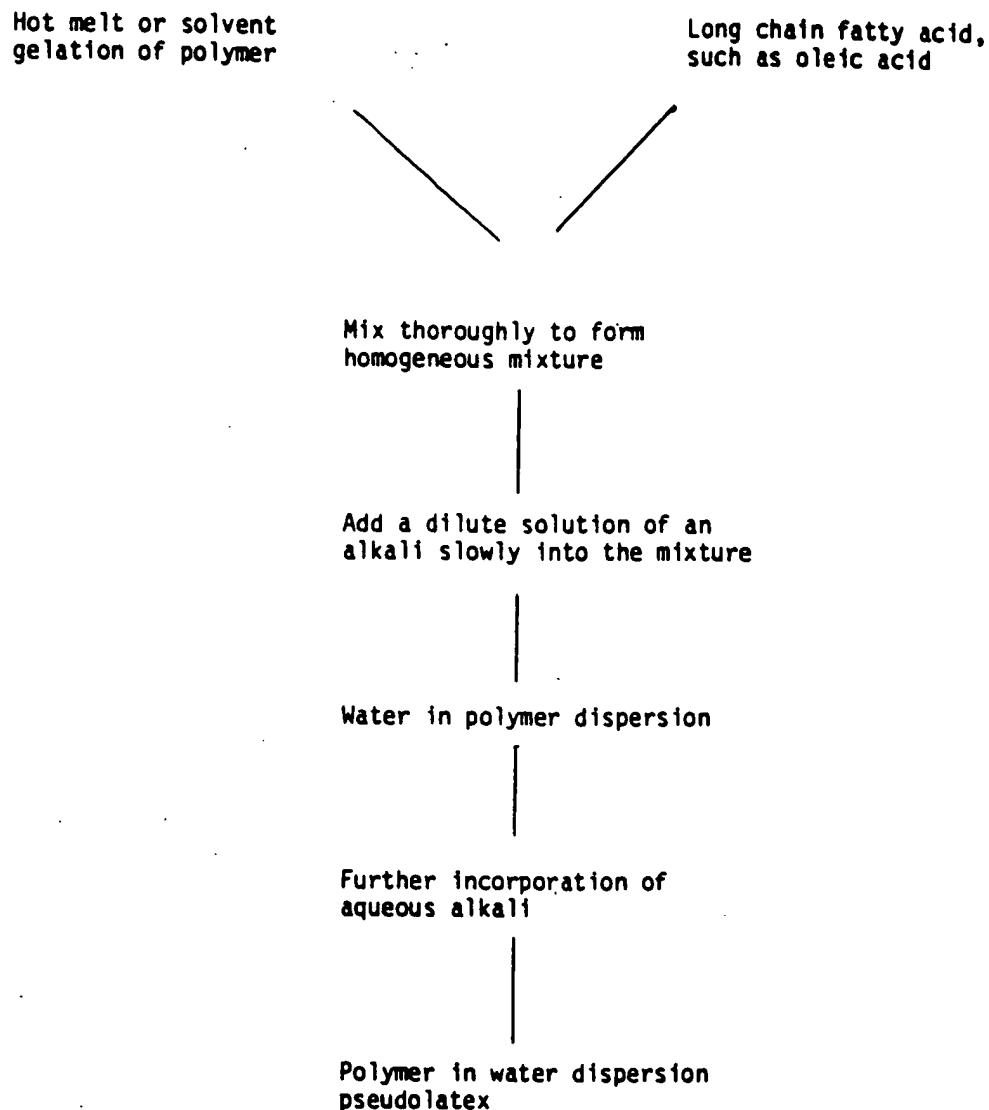 Hot melt or solvent
gelation of polymer
Long chain fatty acid,
such as oleic acid
Mix thoroughly to form
homogeneous mixture
Add a dilute solution of an
alkali slowly into the mixture
Water in polymer dispersion
Further incorporation of
aqueous alkali
Polymer in water dispersion
pseudolatex